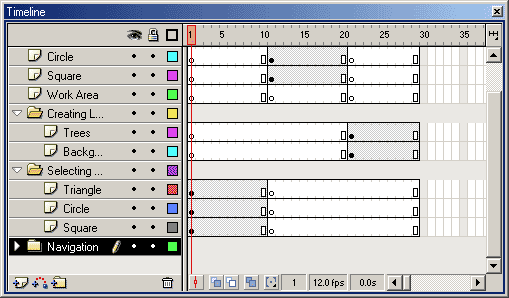 Timeline
1 5 10 15 20 25 30 35
Circle
Square
Work Area
Creating L...
Trees
Backg...
Selecting ...
Triangle
Circle
Square
Navigation
1 12.0 fps 0.0s